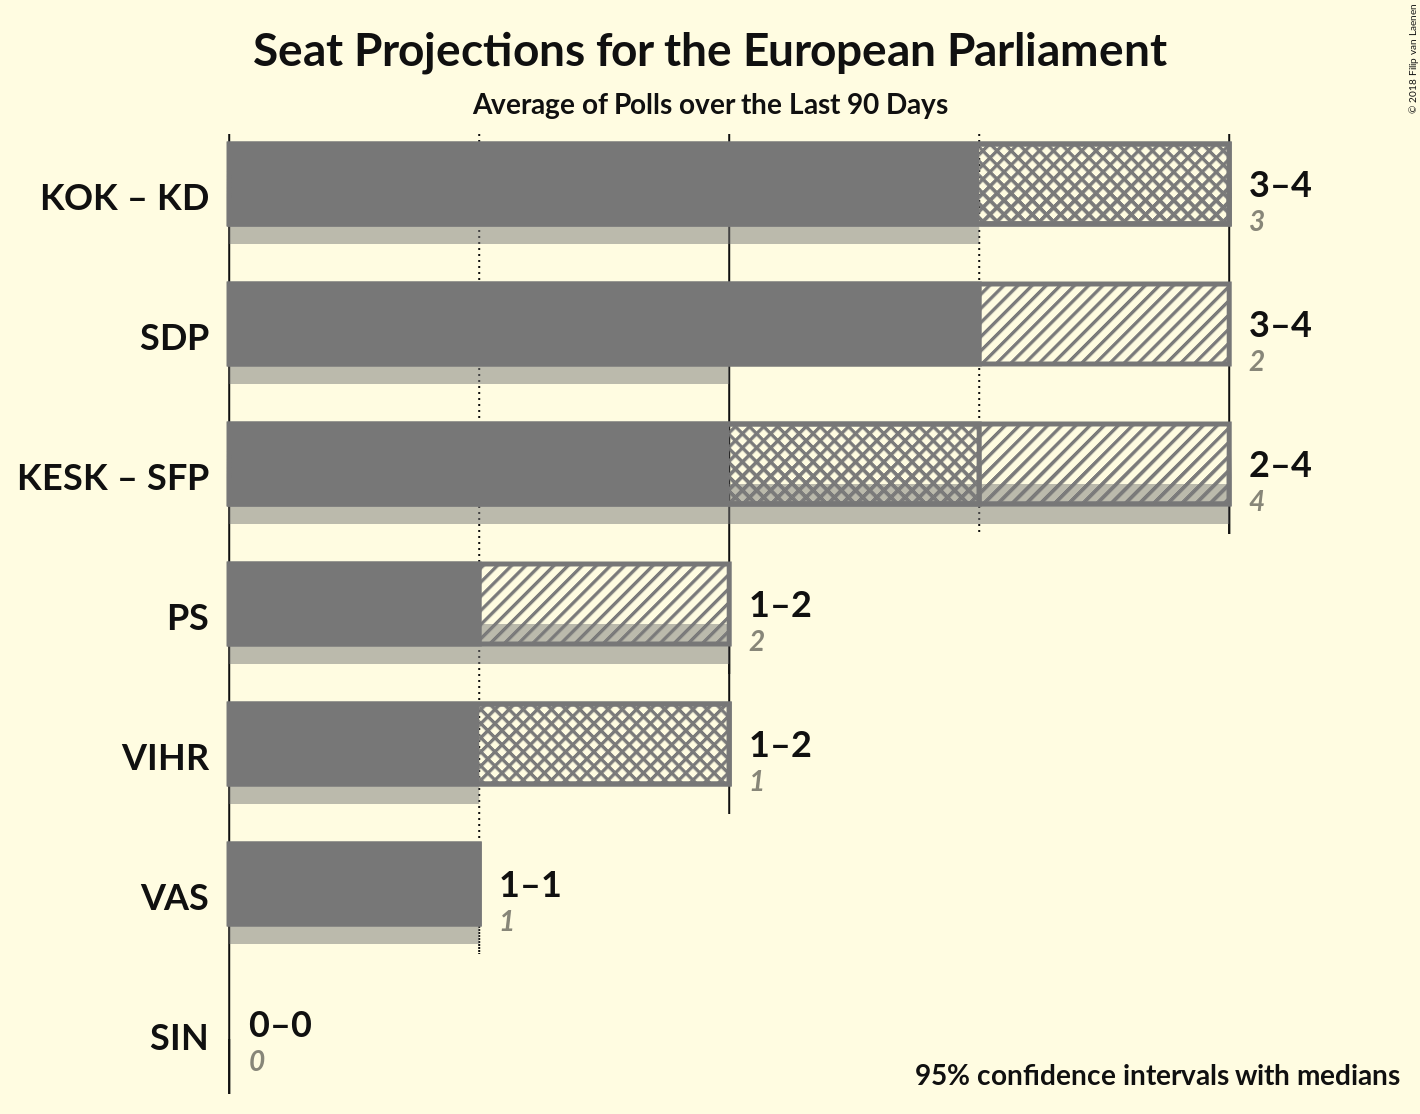 Seat Projections for the European Parliament
Average of Polls over the Last 90 Days
© 2018 Filip van Laenen
KOK – KD
3–4
3
SDP
3–4
2
KESK – SFP
2–4
4
PS
1–2
2
VIHR
1–2
1
VAS
1–1
1
SIN
0–0
0
95% confidence intervals with medians